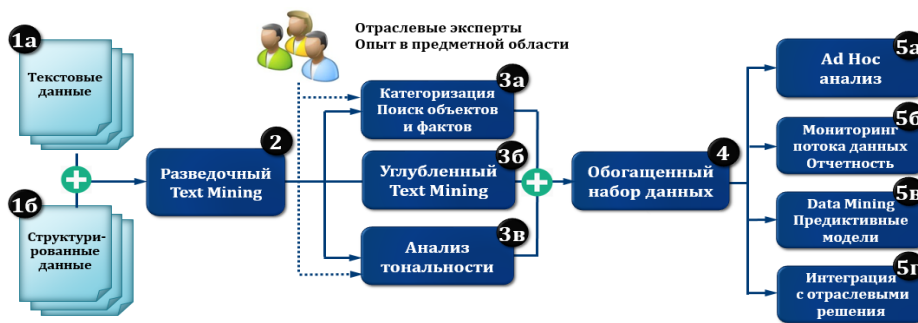 1а
Текстовые
данные
1б
Структури-
рованные
данные
2
Разведочный
Text Mining
Отраслевые эксперты
Опыт в предметной области
3а
Категоризация
Поиск объектов
и фактов
3б
Углубленный
Text Mining
3в
Анализ
тональности
4
Обогащенный
набор данных
5а
Ad Hoc
анализ
5б
Мониторинг
потока данных
Отчетность
5в
Data Mining
Предиктивные
модели
5г
Интеграция
с отраслевыми
решения